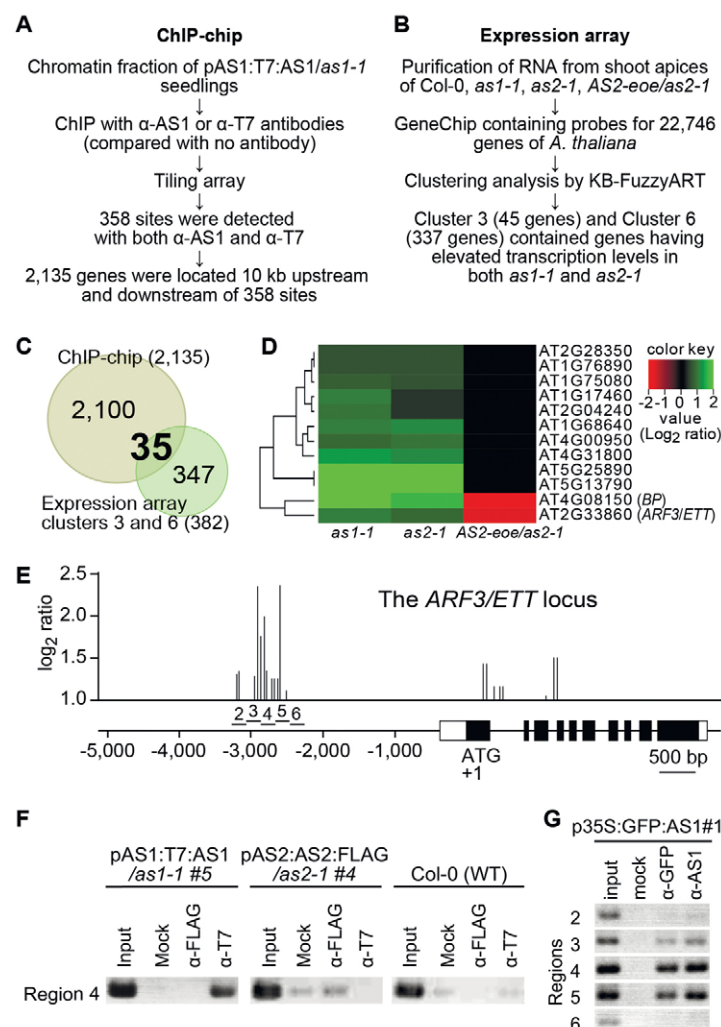 A
ChIP-chip
Chromatin fraction of pAS1:T7:AS1/as1-1
seedlings
↓
ChIP with α-AS1 or α-T7 antibodies
(compared with no antibody)
↓
Tiling array
↓
358 sites were detected
with both α-AS1 and α-T7
↓
2,135 genes were located 10 kb upstream
and downstream of 358 sites
B
Expression array
Purification of RNA from shoot apices
of Col-0, as1-1, as2-1, AS2-eoe/as2-1
↓
GeneChip containing probes for 22,746
genes of A. thaliana
↓
Clustering analysis by KB-FuzzyART
↓
Cluster 3 (45 genes) and Cluster 6
(337 genes) contained genes having
elevated transcription levels in
both as1-1 and as2-1
C
ChIP-chip (2,135)
2,100
35
347
Expression array
clusters 3 and 6 (382)
D
AT2G28350
AT1G76890
AT1G75080
AT1G17460
AT2G04240
AT1G68640
AT4G00950
AT4G31800
AT5G25890
AT5G13790
AT4G08150 (BP)
AT2G33860 (ARF3/ETT)
as1-1 as2-1 AS2-eoe/as2-1
color key
-2 -1 0 1 2
value
(Log2 ratio)
E
The ARF3/ETT locus
log2 ratio
2.5
2.0
1.5
1.0
2 3 4 5 6
-5,000 -4,000 -3,000 -2,000 -1,000
ATG
+1
500 bp
F
pAS1:T7:AS1
/as1-1 #5
pAS2:AS2:FLAG
/as2-1 #4
Col-0 (WT)
Input Mock α-FLAG α-T7 Input Mock α-FLAG α-T7 Input Mock α-FLAG α-T7
Region 4
G
p35S:GFP:AS1#1
input mock α-GFP α-AS1
Regions
2
3
4
5
6